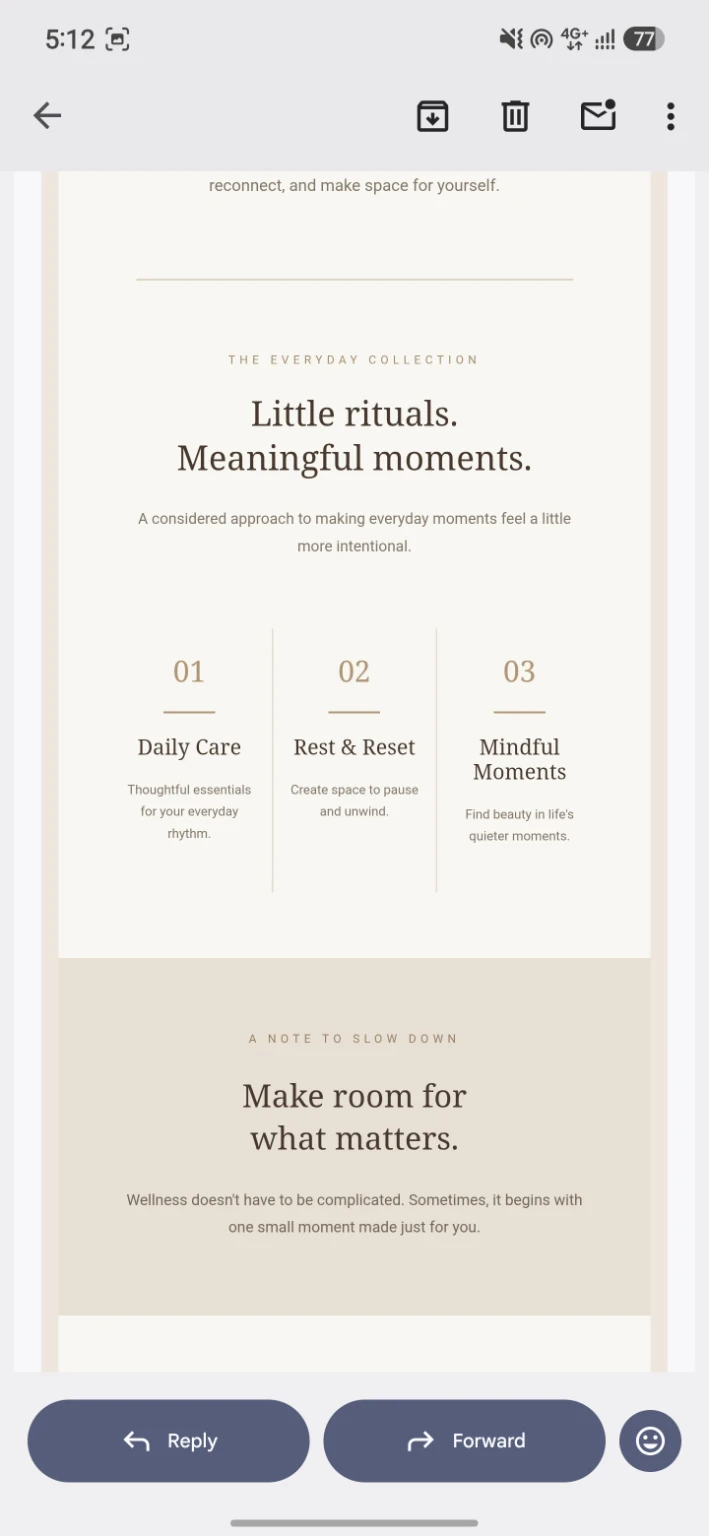 5:12
4G+
77
reconnect, and make space for yourself.
THE EVERYDAY COLLECTION
Little rituals.
Meaningful moments.
A considered approach to making everyday moments feel a little
more intentional.
01
Daily Care
Thoughtful essentials
for your everyday
rhythm.
02
Rest & Reset
Create space to pause
and unwind.
03
Mindful
Moments
Find beauty in life's
quieter moments.
A NOTE TO SLOW DOWN
Make room for
what matters.
Wellness doesn't have to be complicated. Sometimes, it begins with
one small moment made just for you.
Reply
Forward